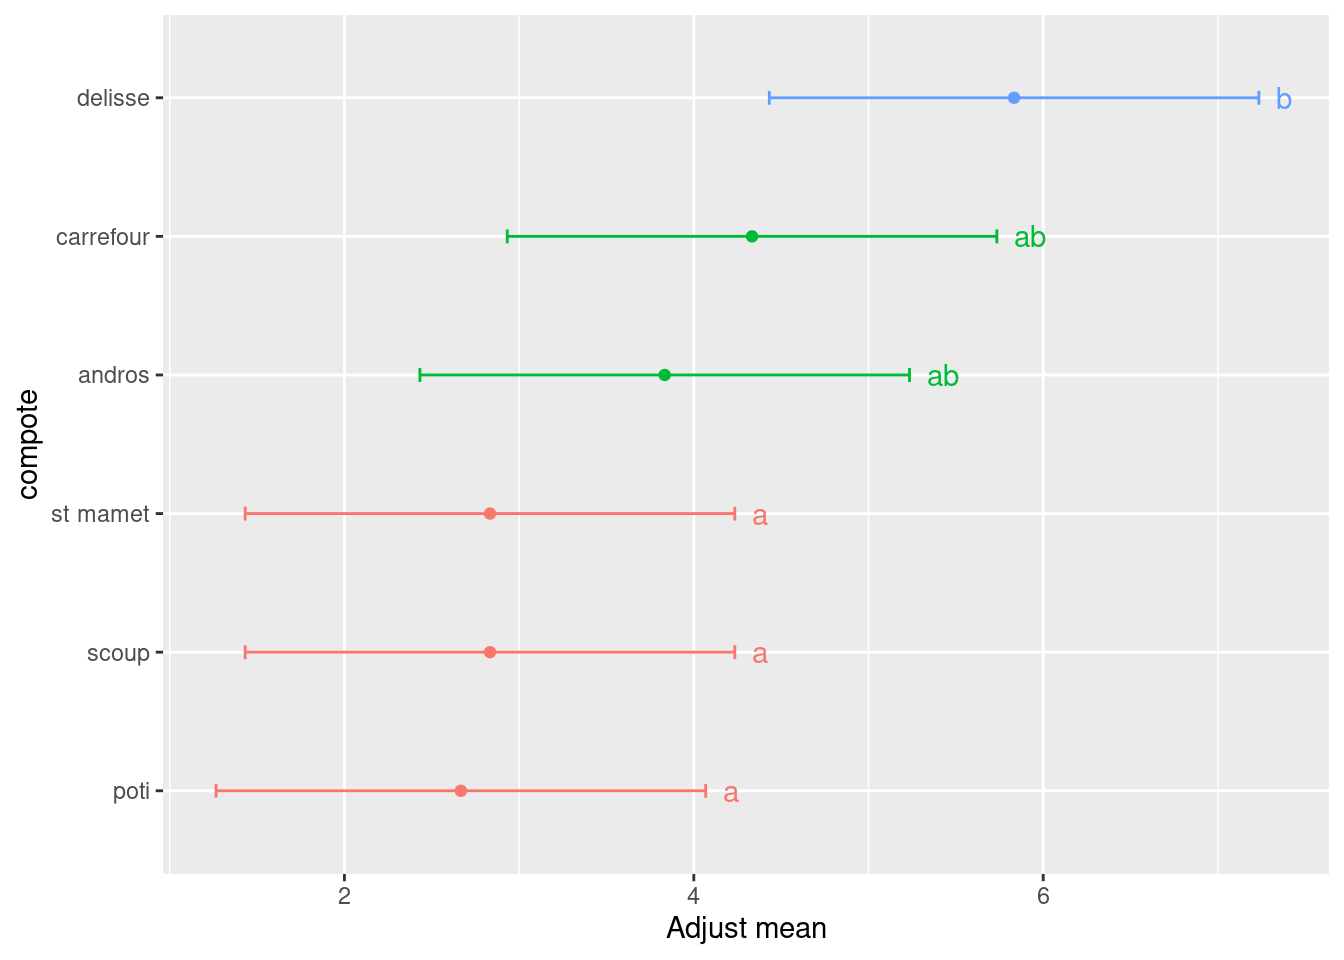 delisse
b
carrefour
ab
andros
ab
st mamet
a
scoup
a
poti
a
compote
2
4
6
Adjust mean